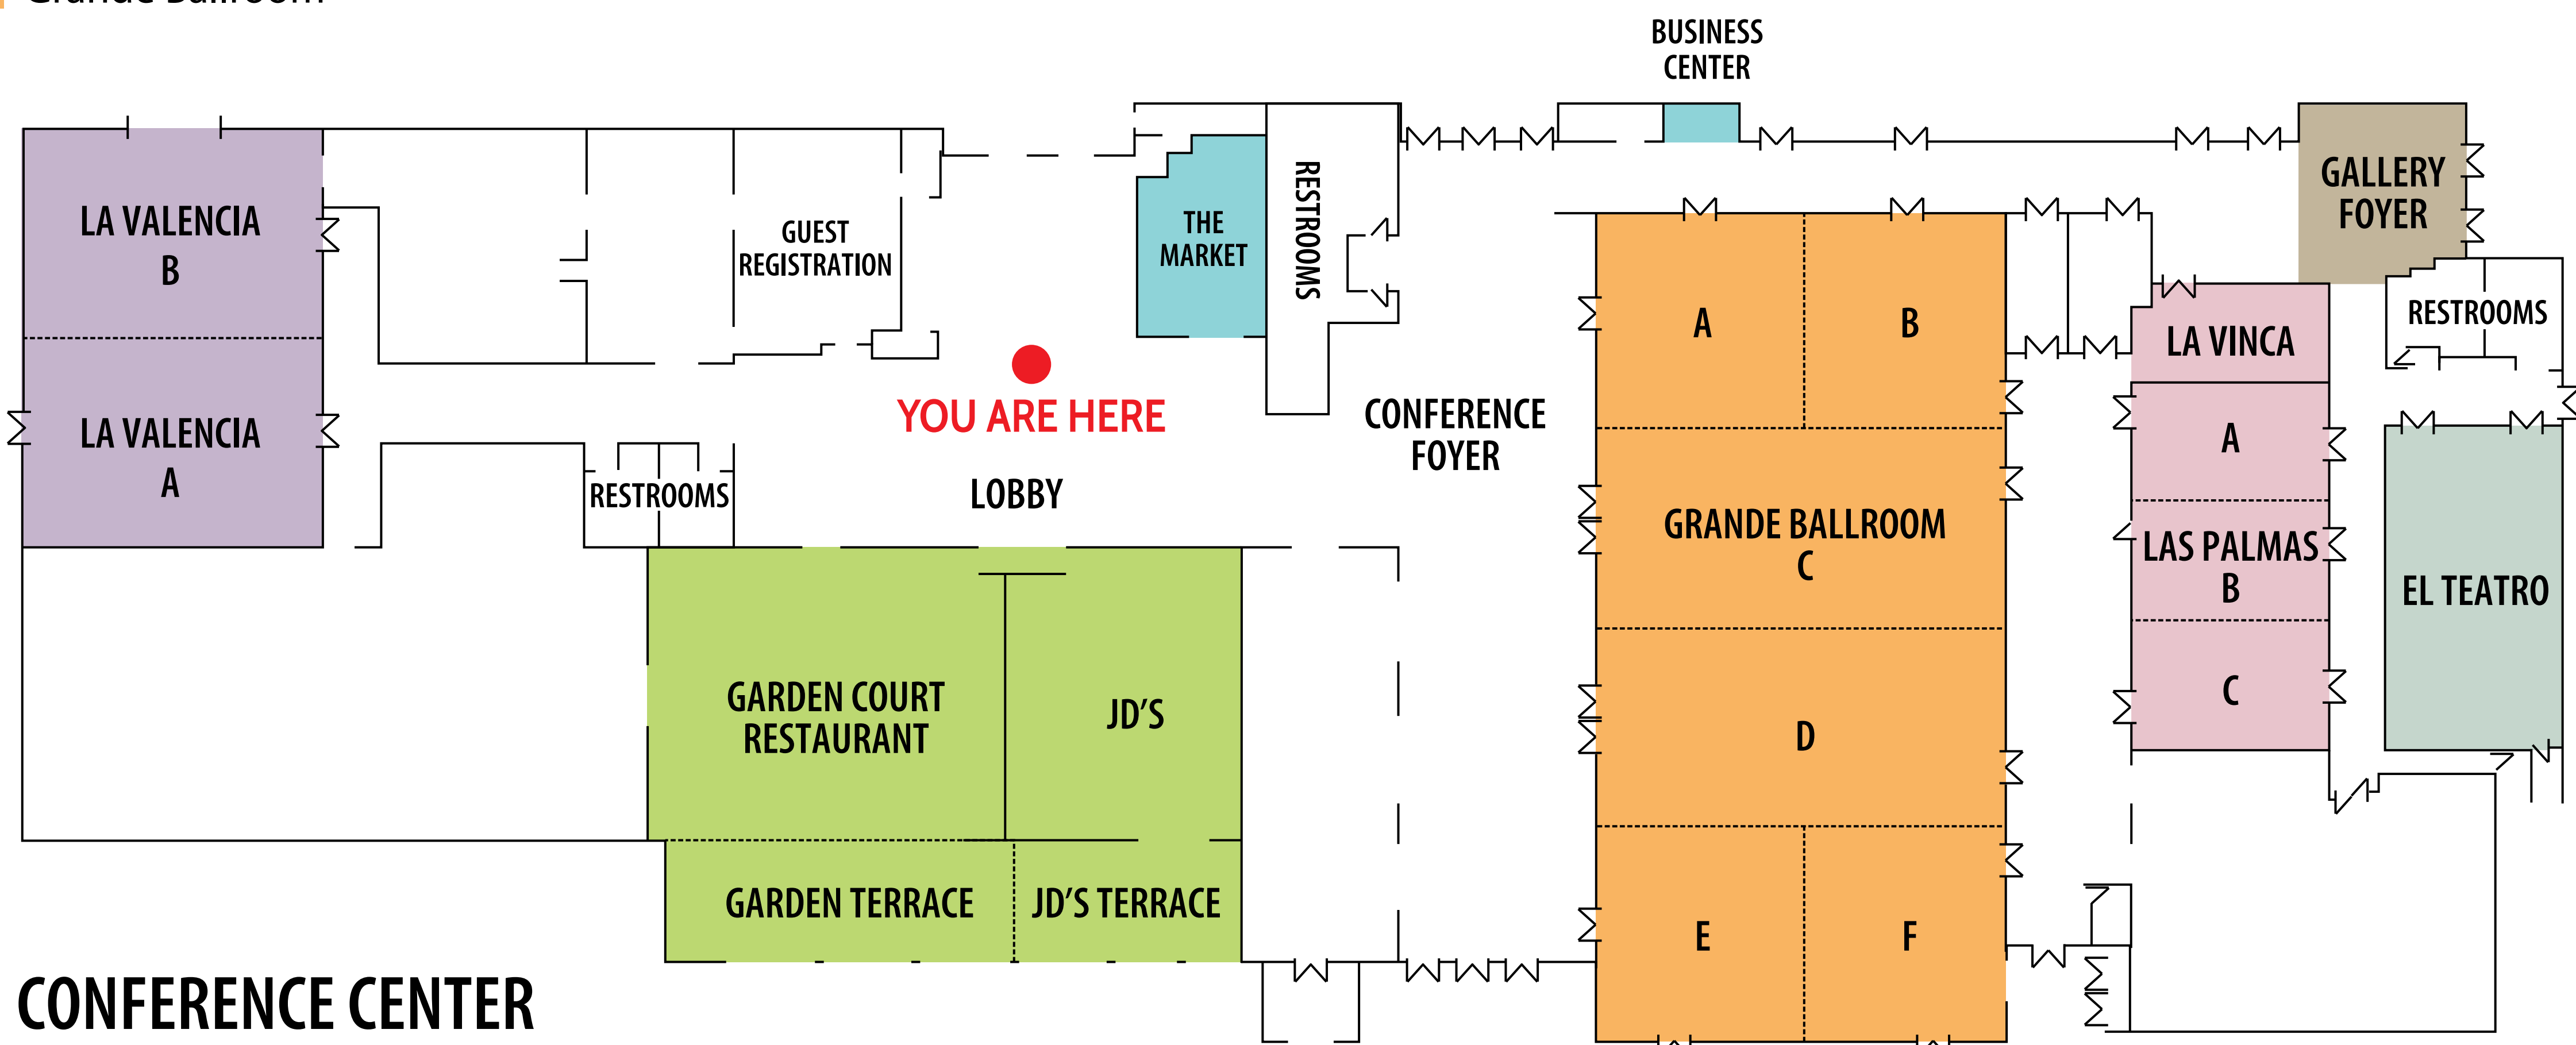 Grande Ballroom
BUSINESS
CENTER
LA VALENCIA
B
GUEST
REGISTRATION
THE
MARKET
RESTROOMS
GALLERY
FOYER
RESTROOMS
A
B
LA VINCA
YOU ARE HERE
CONFERENCE
FOYER
LA VALENCIA
A
RESTROOMS
LOBBY
GRANDE BALLROOM
C
A
LAS PALMAS
B
C
EL TEATRO
GARDEN COURT
RESTAURANT
JD'S
D
GARDEN TERRACE
JD'S TERRACE
E
F
CONFERENCE CENTER